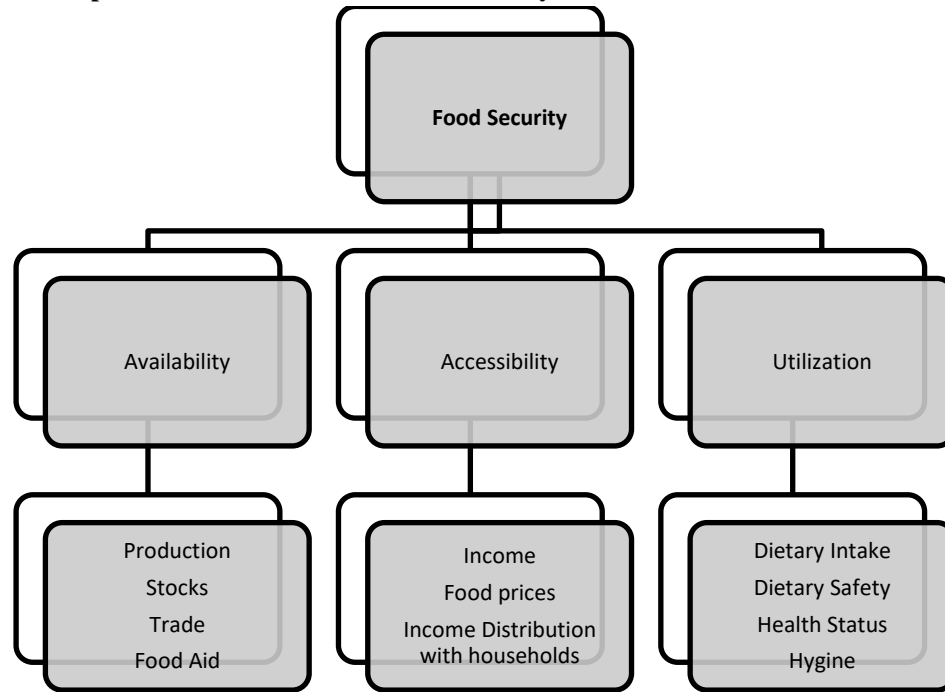 Food Security
Availability
Accessibility
Utilization
Production
Stocks
Trade
Food Aid
Income
Food prices
Income Distribution
with households
Dietary Intake
Dietary Safety
Health Status
Hygine